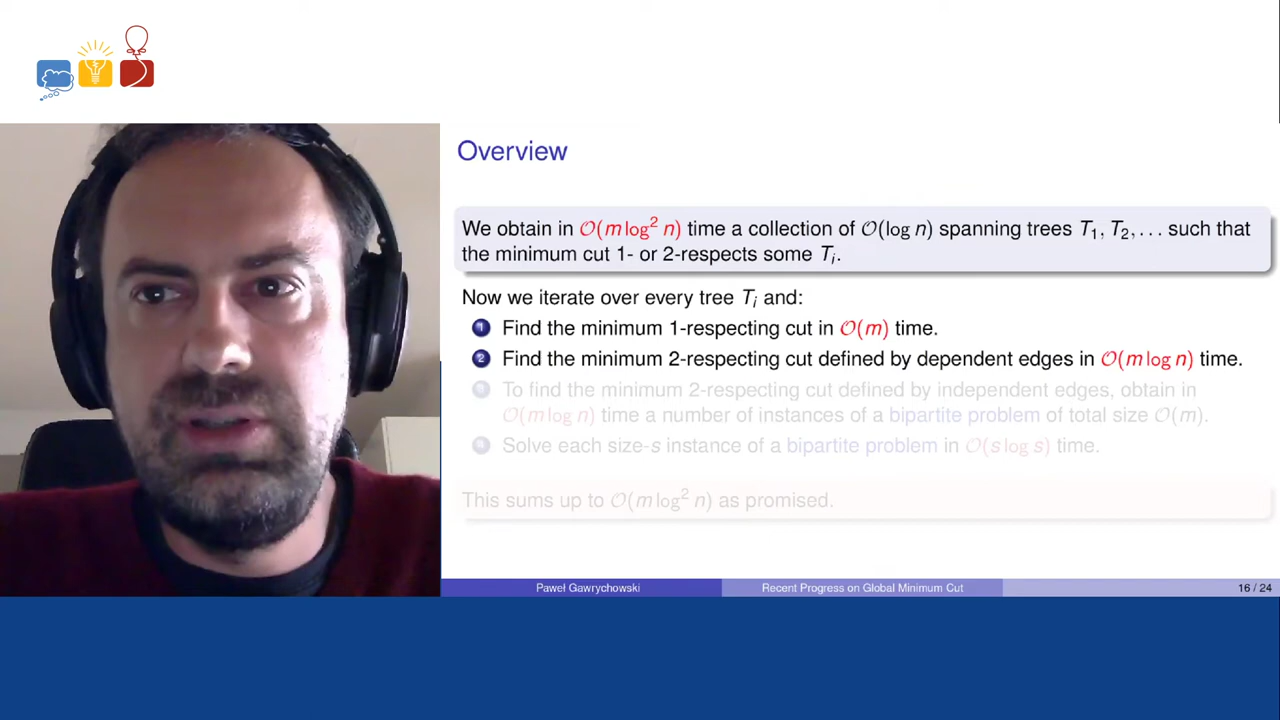 Overview
We obtain in O(m log² n) time a collection of O(log n) spanning trees T₁, T₂, . . . such that
the minimum cut 1- or 2-respects some Tᵢ.
Now we iterate over every tree Tᵢ and:
1 Find the minimum 1-respecting cut in O(m) time.
2 Find the minimum 2-respecting cut defined by dependent edges in O(m log n) time.
3 To find the minimum 2-respecting cut defined by independent edges, obtain in
O(m log n) time a number of instances of a bipartite problem of total size O(m).
4 Solve each size-s instance of a bipartite problem in O(s log s) time.
This sums up to O(m log² n) as promised.
Paweł Gawrychowski Recent Progress on Global Minimum Cut 16 / 24